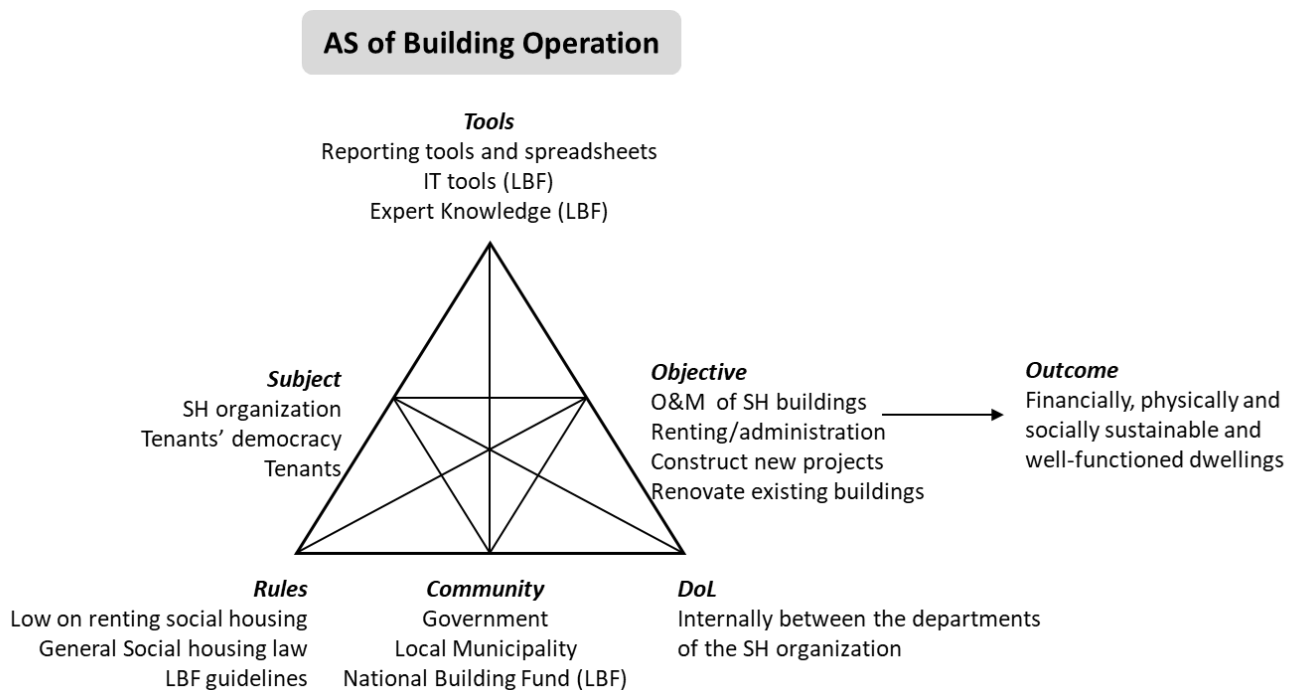 AS of Building Operation
Tools
Reporting tools and spreadsheets
IT tools (LBF)
Expert Knowledge (LBF)
Subject
SH organization
Tenants’ democracy
Tenants
Objective
O&M of SH buildings
Renting/administration
Construct new projects
Renovate existing buildings
Outcome
Financially, physically and
socially sustainable and
well-functioned dwellings
Rules
Low on renting social housing
General Social housing law
LBF guidelines
Community
Government
Local Municipality
National Building Fund (LBF)
DoL
Internally between the departments
of the SH organization